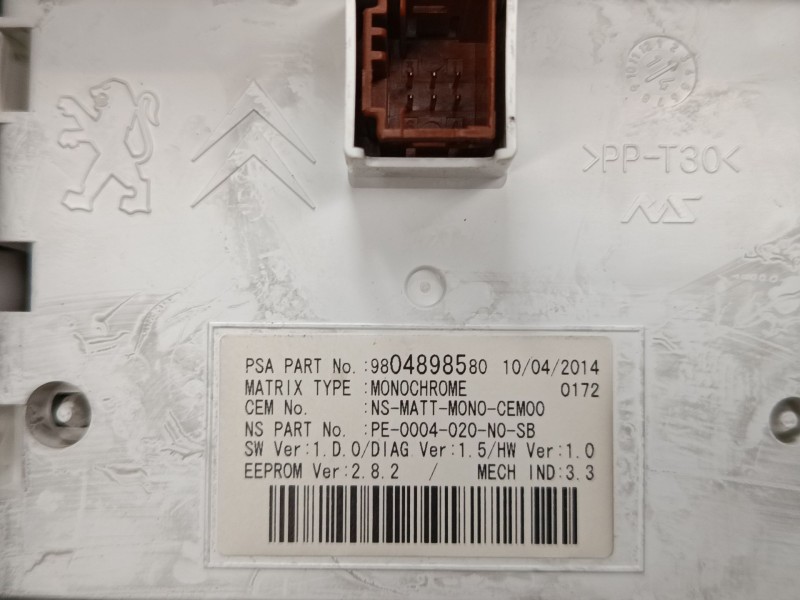 >PP-T30<
NS
PSA PART No.:9804898580 10/04/2014
MATRIX TYPE :MONOCHROME 0172
CEM No. :NS-MATT-MONO-CEM00
NS PART No. :PE-0004-020-N0-SB
SW Ver:1.D.0/DIAG Ver:1.5/HW Ver:1.0
EEPROM Ver:2.8.2 / MECH IND:3.3